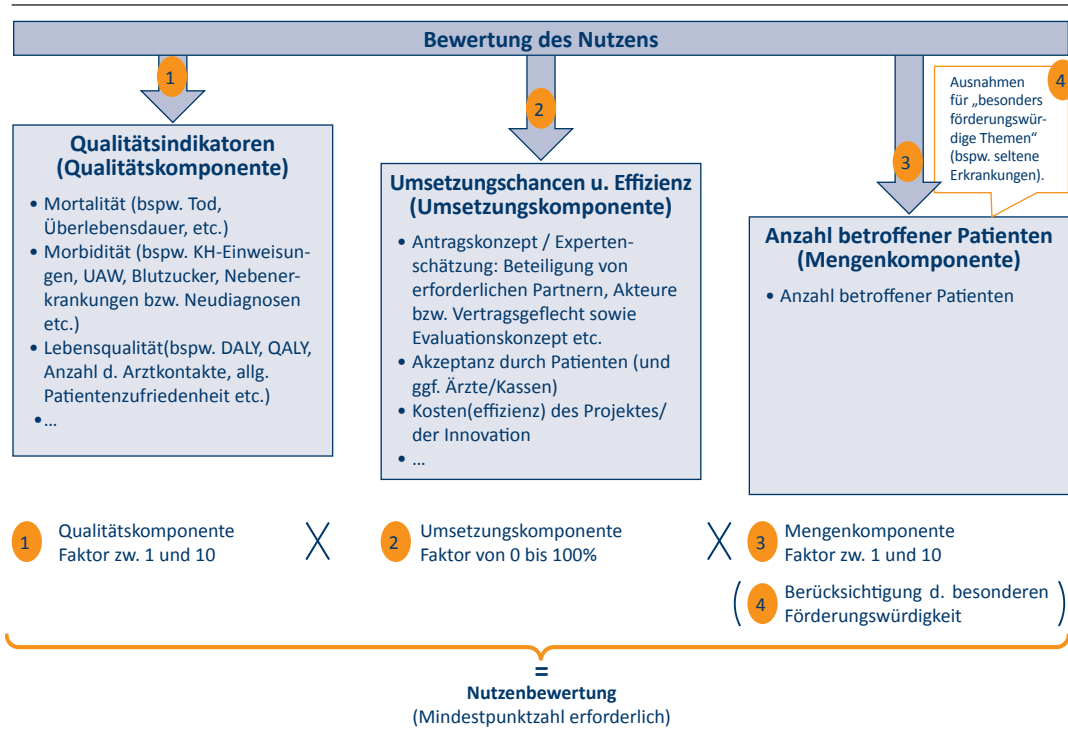 Bewertung des Nutzens
1
2
3
4
Ausnahmen
für „besonders
förderungswür-
dige Themen“
(bspw. seltene
Erkrankungen).
Qualitätsindikatoren
(Qualitätskomponente)
• Mortalität (bspw. Tod,
Überlebensdauer, etc.)
• Morbidität (bspw. KH-Einweisun-
gen, UAW, Blutzucker, Nebener-
krankungen bzw. Neudiagnosen
etc.)
• Lebensqualität(bspw. DALY, QALY,
Anzahl d. Arztkontakte, allg.
Patientenzufriedenheit etc.)
• ...
Umsetzungschancen u. Effizienz
(Umsetzungskomponente)
• Antragskonzept / Experten-
schätzung: Beteiligung von
erforderlichen Partnern, Akteure
bzw. Vertragsgeflecht sowie
Evaluationskonzept etc.
• Akzeptanz durch Patienten (und
ggf. Ärzte/Kassen)
• Kosten(effizienz) des Projektes/
der Innovation
• ...
Anzahl betroffener Patienten
(Mengenkomponente)
• Anzahl betroffener Patienten
1 Qualitätskomponente
Faktor zw. 1 und 10
X
2 Umsetzungskomponente
Faktor von 0 bis 100%
X
3 Mengenkomponente
Faktor zw. 1 und 10
( 4 Berücksichtigung d. besonderen
Förderungswürdigkeit )
=
Nutzenbewertung
(Mindestpunktzahl erforderlich)